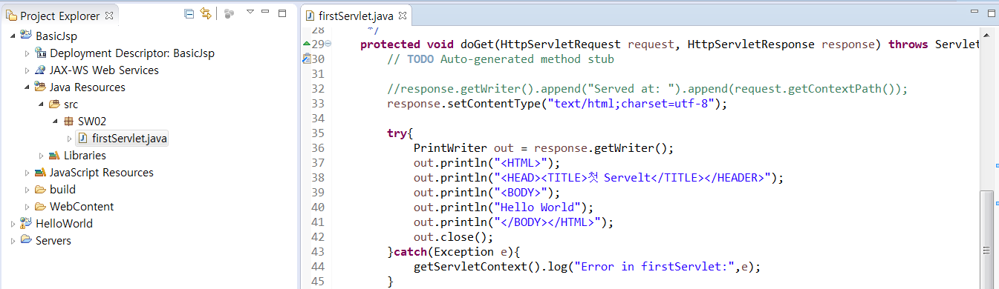 Project Explorer
BasicJsp
Deployment Descriptor: BasicJsp
JAX-WS Web Services
Java Resources
src
SW02
firstServlet.java
Libraries
JavaScript Resources
build
WebContent
HelloWorld
Servers
firstServlet.java
28 */
29 protected void doGet(HttpServletRequest request, HttpServletResponse response) throws Servlet
30 // TODO Auto-generated method stub
31
32 //response.getWriter().append("Served at: ").append(request.getContextPath());
33 response.setContentType("text/html;charset=utf-8");
34
35 try{
36 PrintWriter out = response.getWriter();
37 out.println("<HTML>");
38 out.println("<HEAD><TITLE>첫 Servelt</TITLE></HEADER>");
39 out.println("<BODY>");
40 out.println("Hello World");
41 out.println("</BODY></HTML>");
42 out.close();
43 }catch(Exception e){
44 getServletContext().log("Error in firstServlet:",e);
45 }